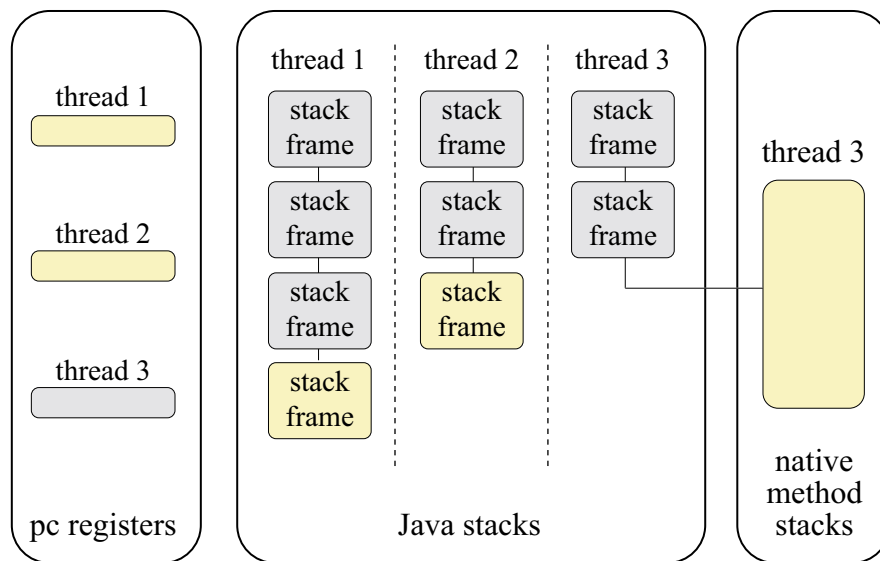 thread 1
thread 2
thread 3
pc registers
thread 1
stack
frame
stack
frame
stack
frame
stack
frame
thread 2
stack
frame
stack
frame
stack
frame
thread 3
stack
frame
stack
frame
Java stacks
thread 3
native
method
stacks